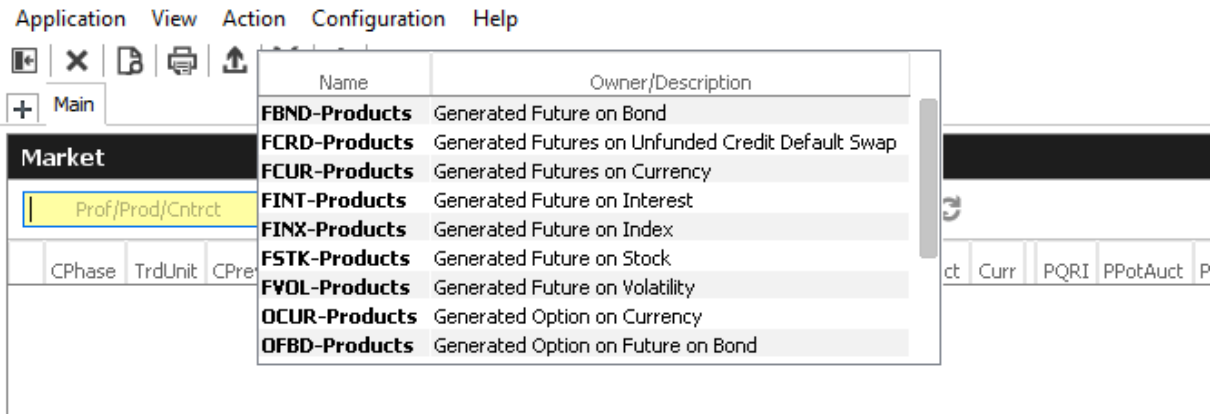 Application View Action Configuration Help
Name Owner/Description
Main
FBND-Products Generated Future on Bond
FCRD-Products Generated Futures on Unfunded Credit Default Swap
Market
FCUR-Products Generated Futures on Currency
Prof/Prod/Cntrct
FINT-Products Generated Future on Interest
FINX-Products Generated Future on Index
FSTK-Products Generated Future on Stock
CPhase TrdUnit CPre ct Curr PQRI PPotAuct P
FVOL-Products Generated Future on Volatility
OCUR-Products Generated Option on Currency
OFBD-Products Generated Option on Future on Bond